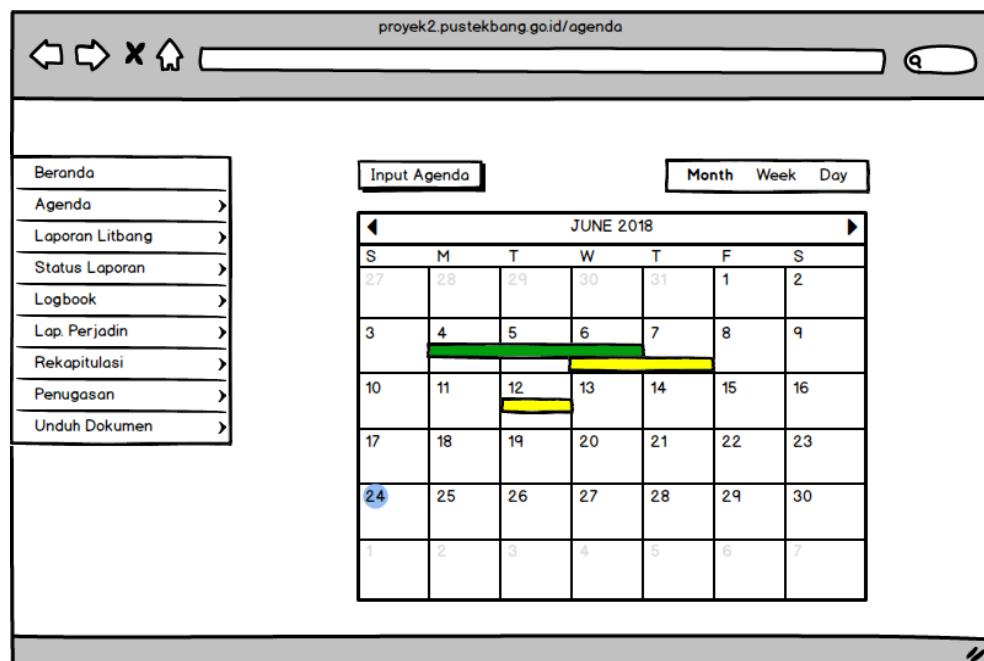 proyek2.pustekbang.go.id/agenda
Beranda
Agenda
Laporan Litbang
Status Laporan
Logbook
Lap. Perjadin
Rekapitulasi
Penugasan
Unduh Dokumen
Input Agenda
Month Week Day
JUNE 2018
S M T W T F S
27 28 29 30 31 1 2
3 4 5 6 7 8 9
10 11 12 13 14 15 16
17 18 19 20 21 22 23
24 25 26 27 28 29 30
1 2 3 4 5 6 7